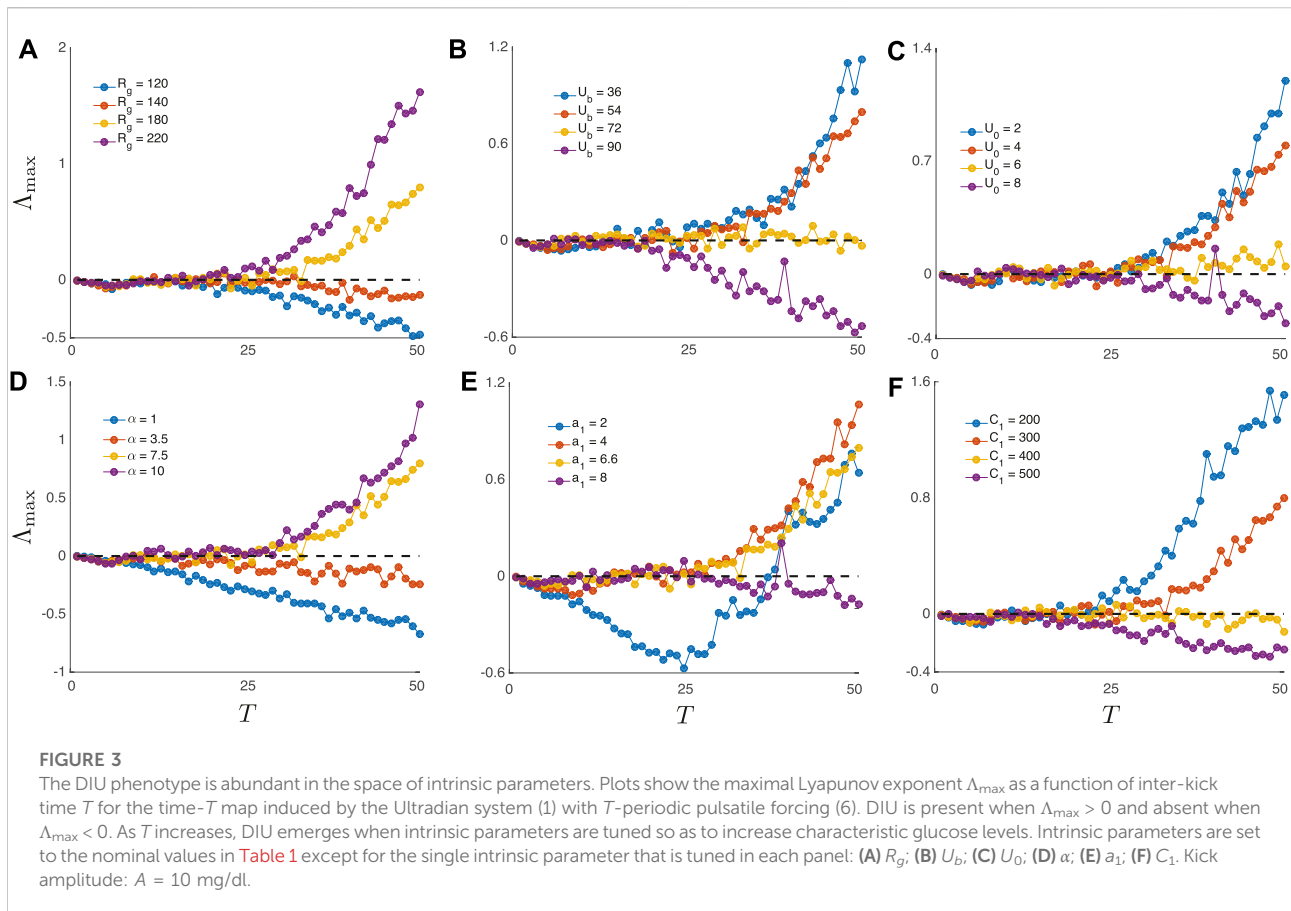 A
2
R_g = 120
R_g = 140
R_g = 180
R_g = 220
1
Λ_max
0
-0.5
0
25
50
B
1.2
U_b = 36
U_b = 54
U_b = 72
U_b = 90
0.6
0
-0.6
0
25
50
C
1.4
U_0 = 2
U_0 = 4
U_0 = 6
U_0 = 8
0.7
0
-0.4
0
25
50
D
1.5
α = 1
α = 3.5
α = 7.5
α = 10
1
0.5
Λ_max
0
-0.5
-1
0
25
50
T
E
1.2
a_1 = 2
a_1 = 4
a_1 = 6.6
a_1 = 8
0.6
0
-0.6
0
25
50
T
F
1.6
C_1 = 200
C_1 = 300
C_1 = 400
C_1 = 500
0.8
0
-0.4
0
25
50
T
FIGURE 3
The DIU phenotype is abundant in the space of intrinsic parameters. Plots show the maximal Lyapunov exponent Λ_max as a function of inter-kick
time T for the time-T map induced by the Ultradian system (1) with T-periodic pulsatile forcing (6). DIU is present when Λ_max > 0 and absent when
Λ_max < 0. As T increases, DIU emerges when intrinsic parameters are tuned so as to increase characteristic glucose levels. Intrinsic parameters are set
to the nominal values in Table 1 except for the single intrinsic parameter that is tuned in each panel: (A) R_g; (B) U_b; (C) U_0; (D) α; (E) a_1; (F) C_1. Kick
amplitude: A = 10 mg/dl.